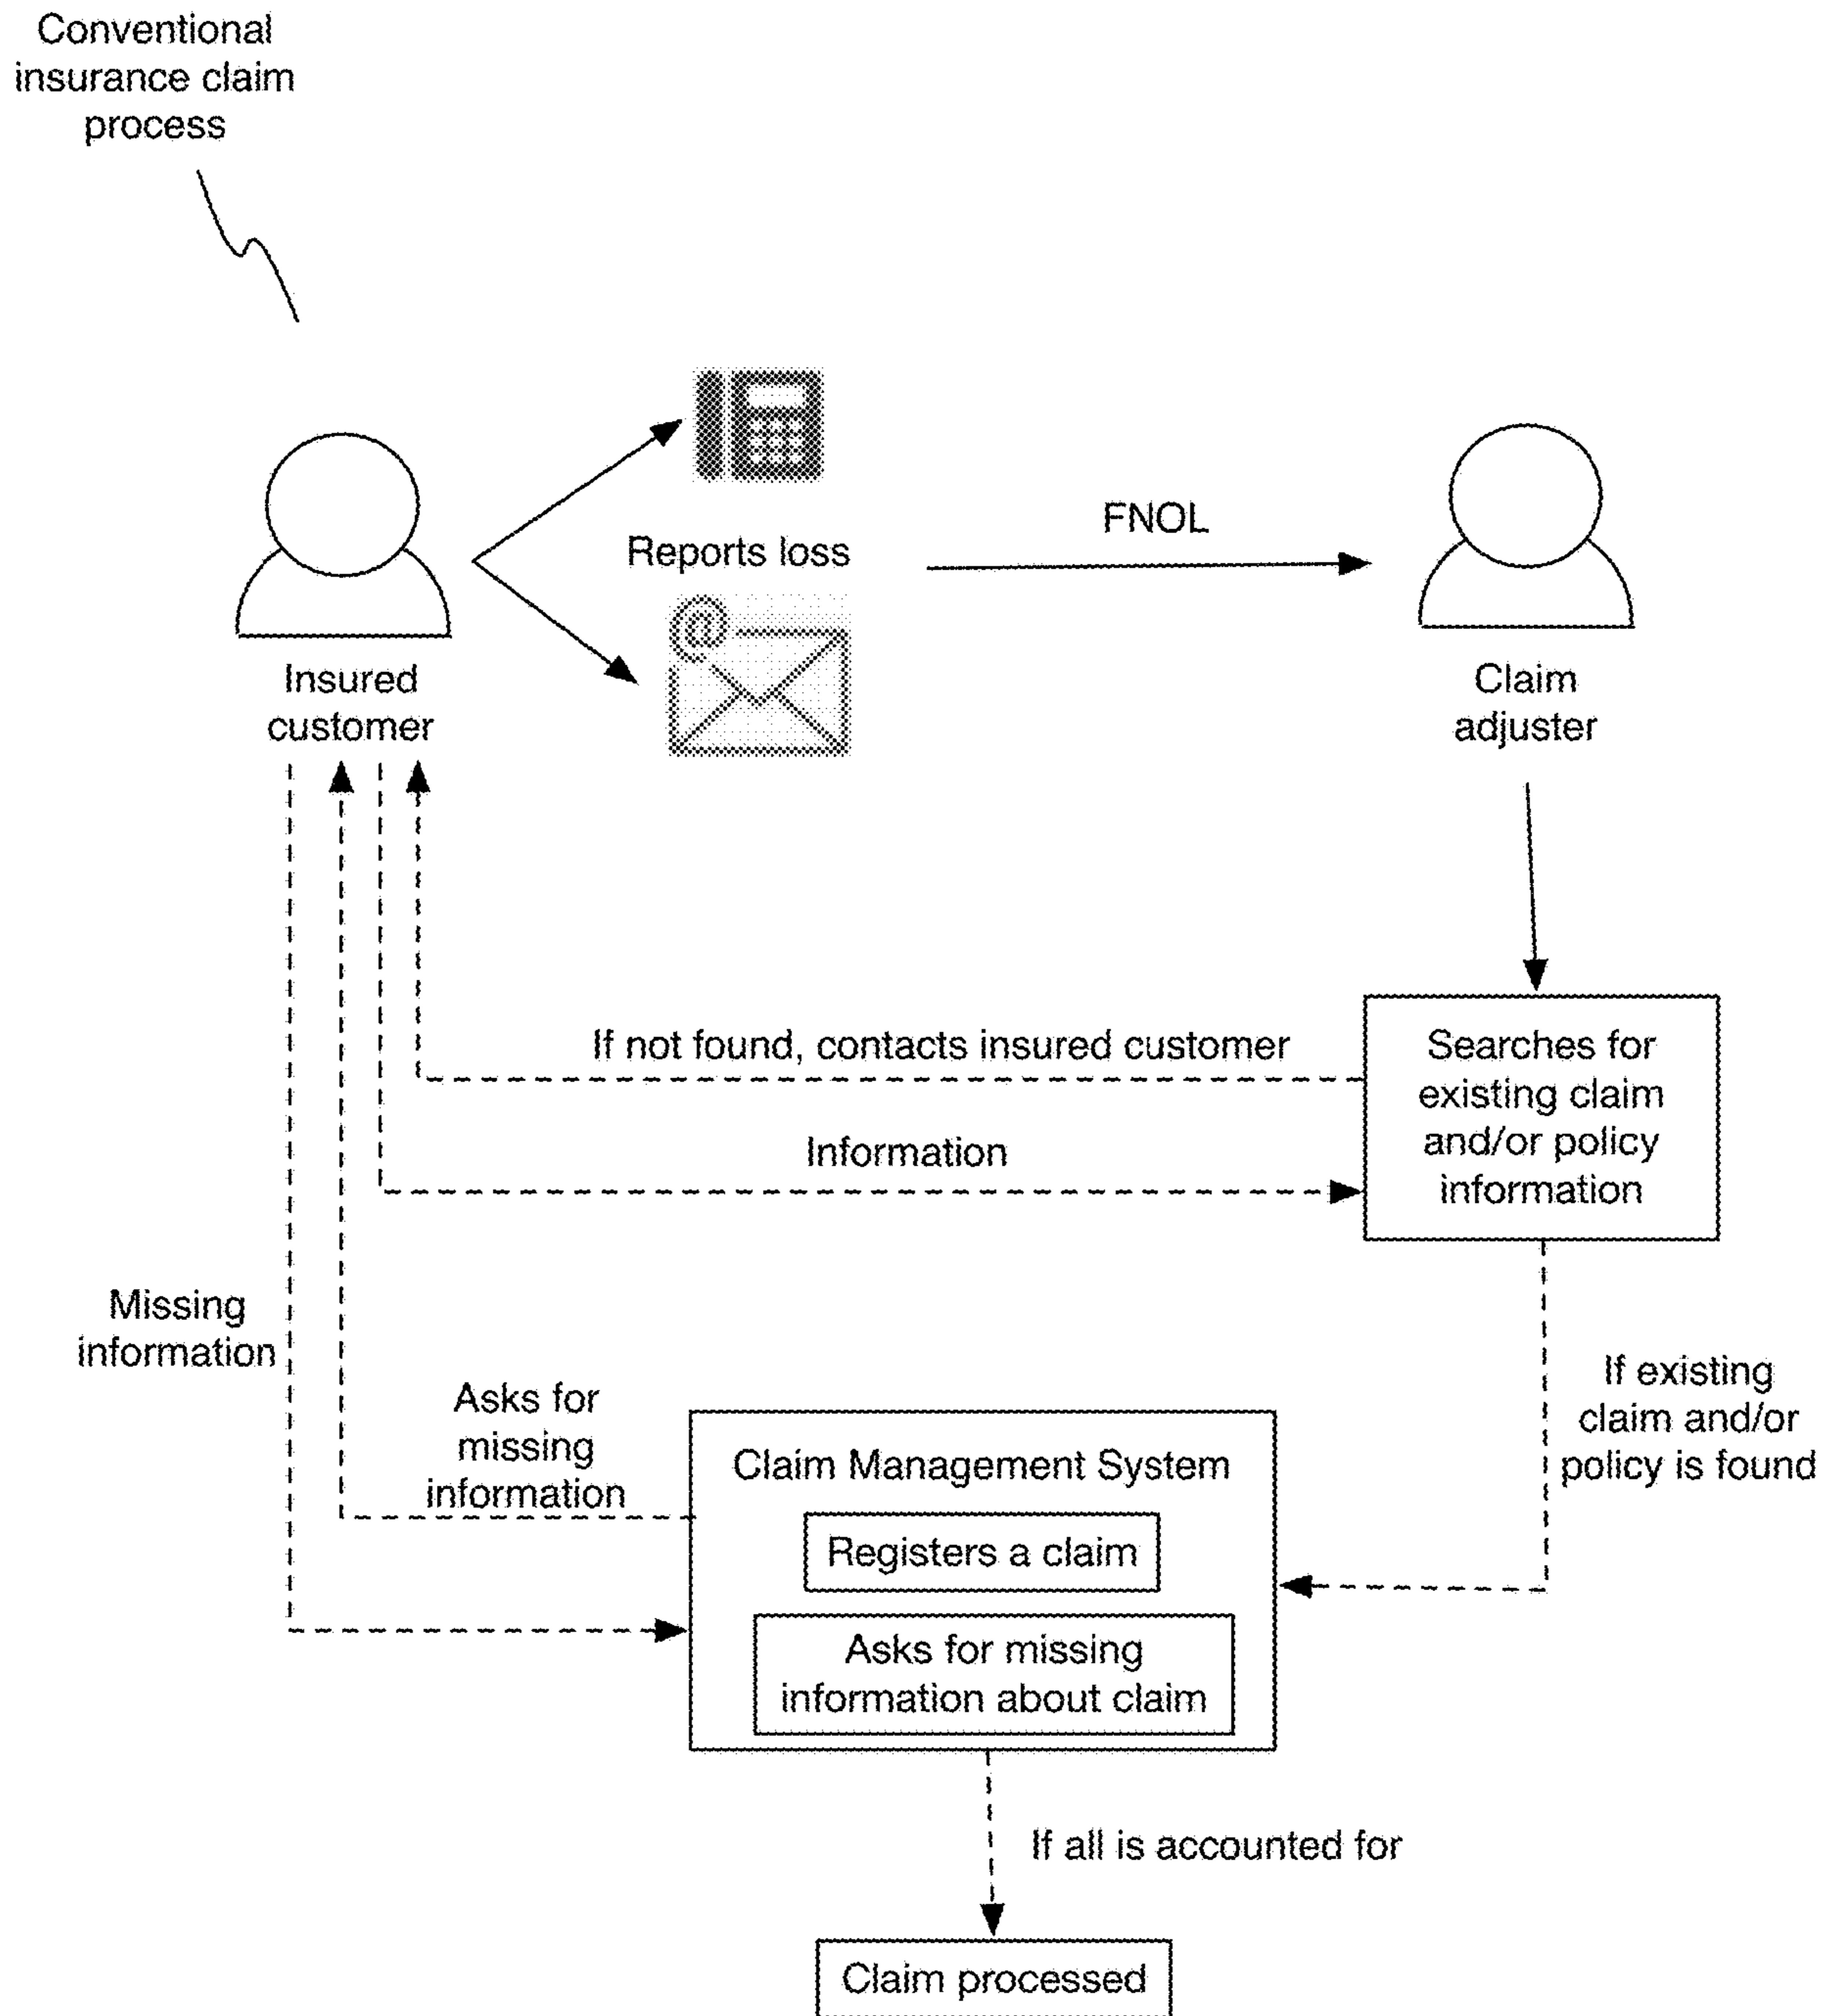 Conventional
insurance claim
process
Reports loss
FNOL
@
Insured
customer
Claim
adjuster
If not found, contacts insured customer
Searches for
existing claim
and/or policy
information
Information
Missing
information
If existing
claim and/or
policy is found
Asks for
missing
information
Claim Management System
Registers a claim
Asks for missing
information about claim
If all is accounted for
Claim processed